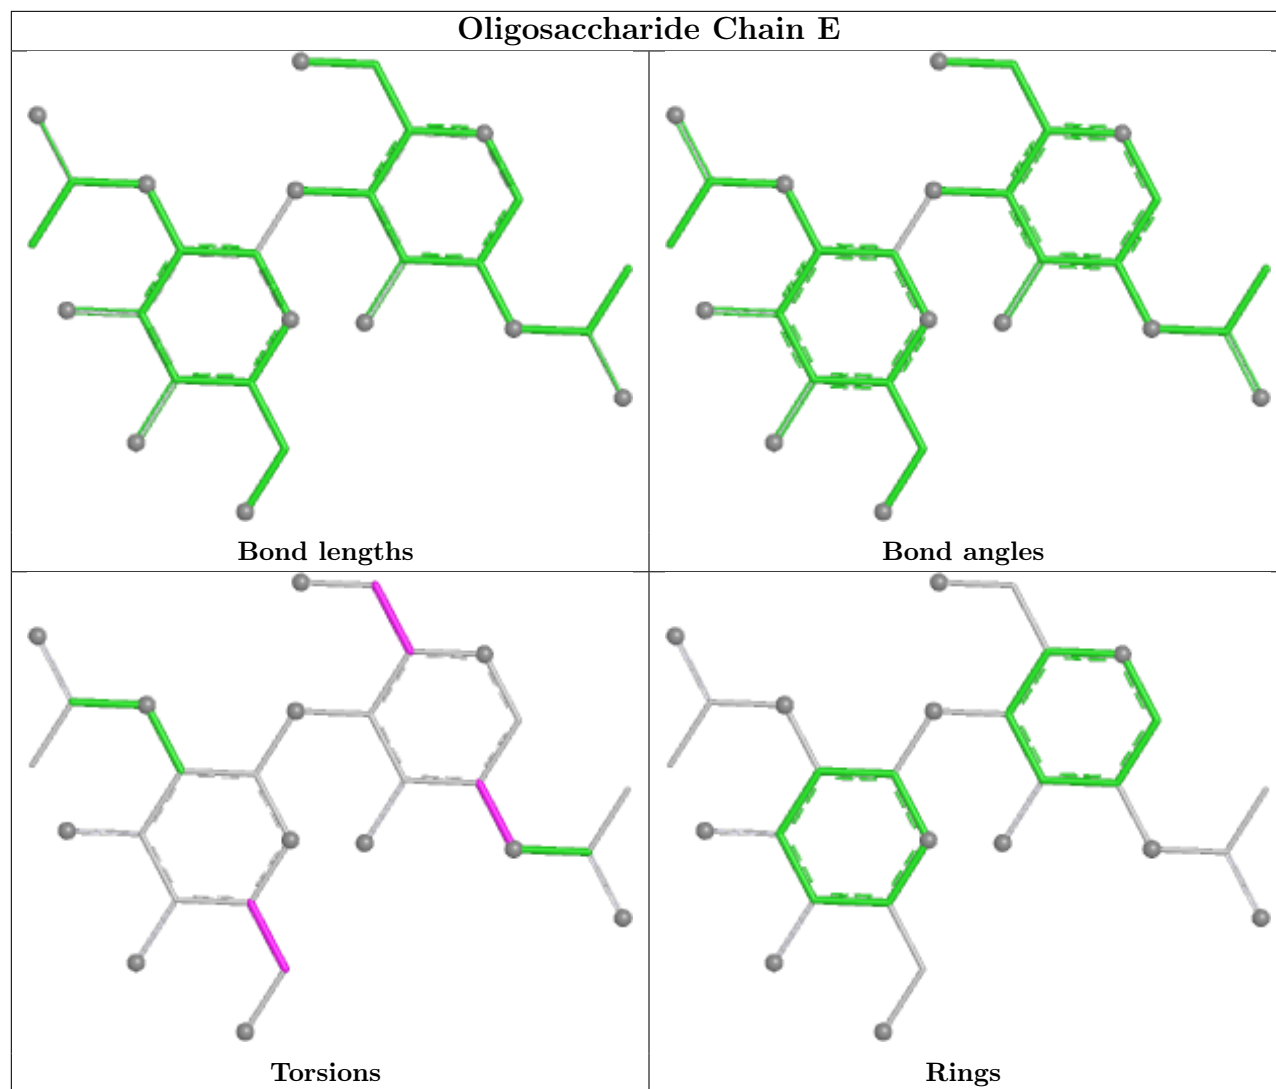 Oligosaccharide Chain E
Bond lengths
Bond angles
Torsions
Rings